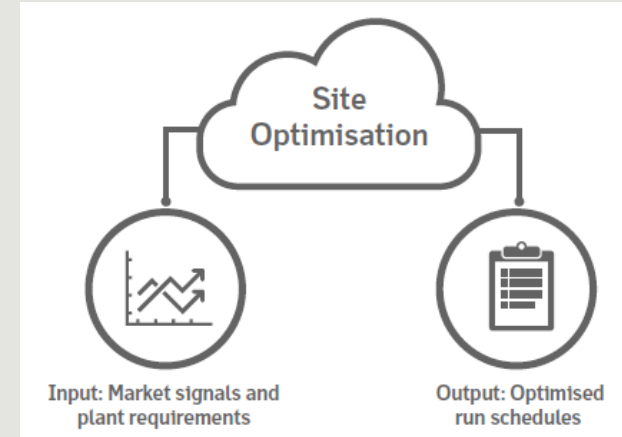 Site
Optimisation
Input: Market signals and
plant requirements
Output: Optimised
run schedules